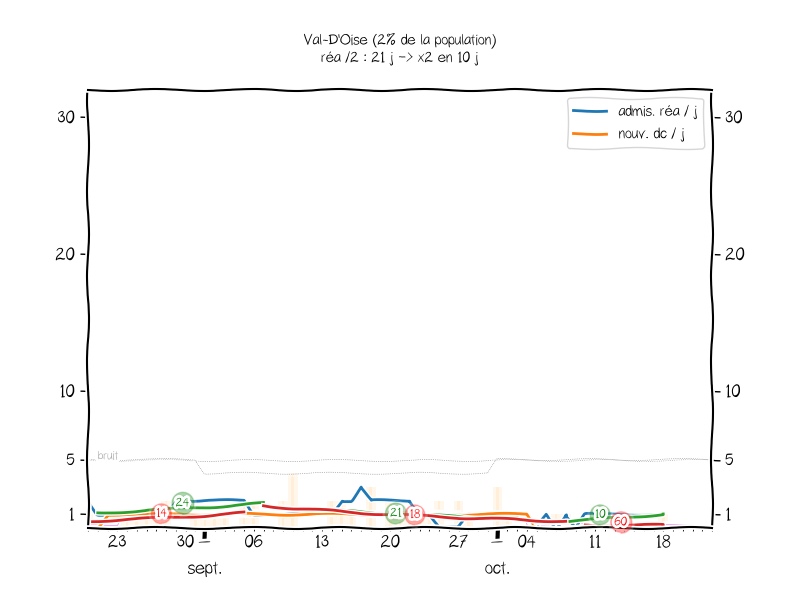 Val-D'Oise (2% de la population)
réa /2 : 21 j -> x2 en 10 j
admis. réa / j
nouv. dc / j
30 30
20 20
10 10
5 bruit 5
1 1
24 14 21 18 10 60
23 30 06 13 20 27 04 11 18
sept. oct.